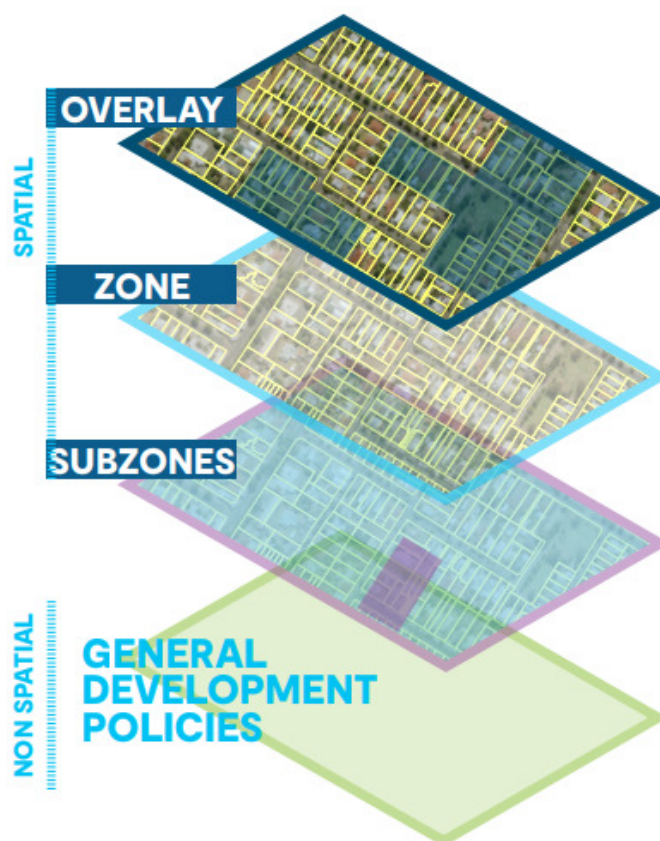 OVERLAY
SPATIAL
ZONE
SUBZONES
NON SPATIAL
GENERAL
DEVELOPMENT
POLICIES